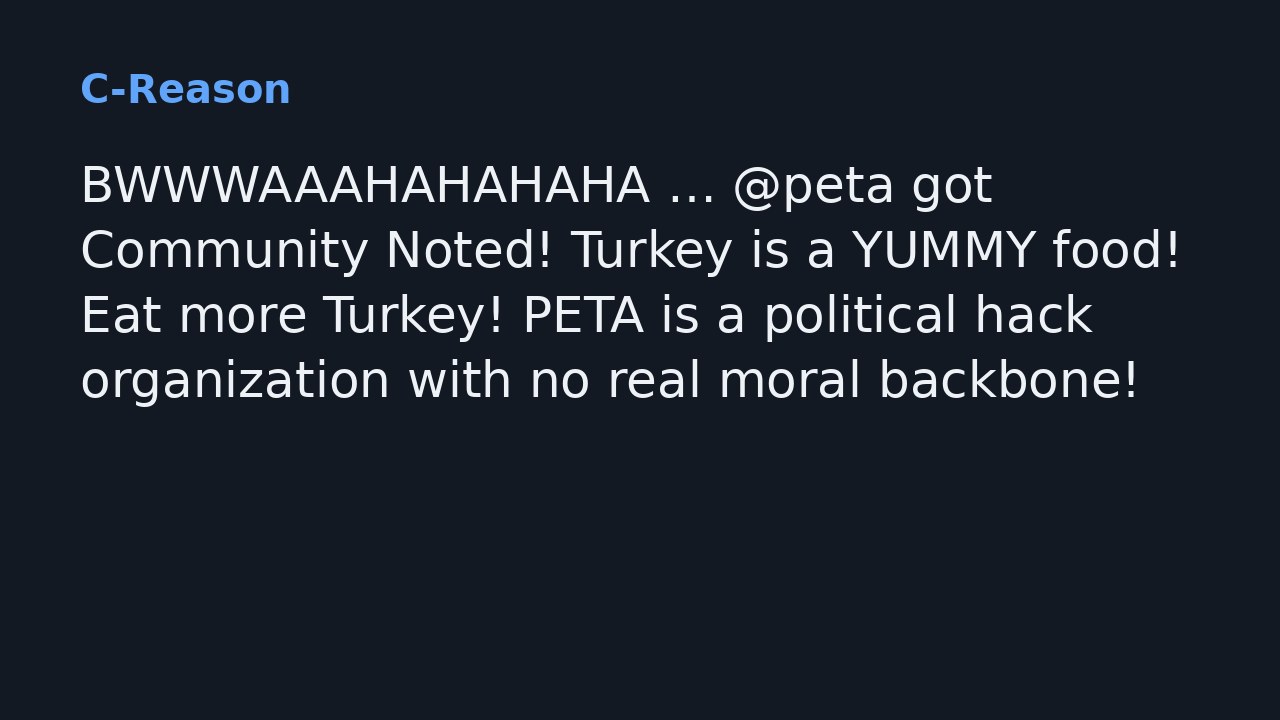 C-Reason
BWWWAAAHAHAHAHA ... @peta got
Community Noted! Turkey is a YUMMY food!
Eat more Turkey! PETA is a political hack
organization with no real moral backbone!